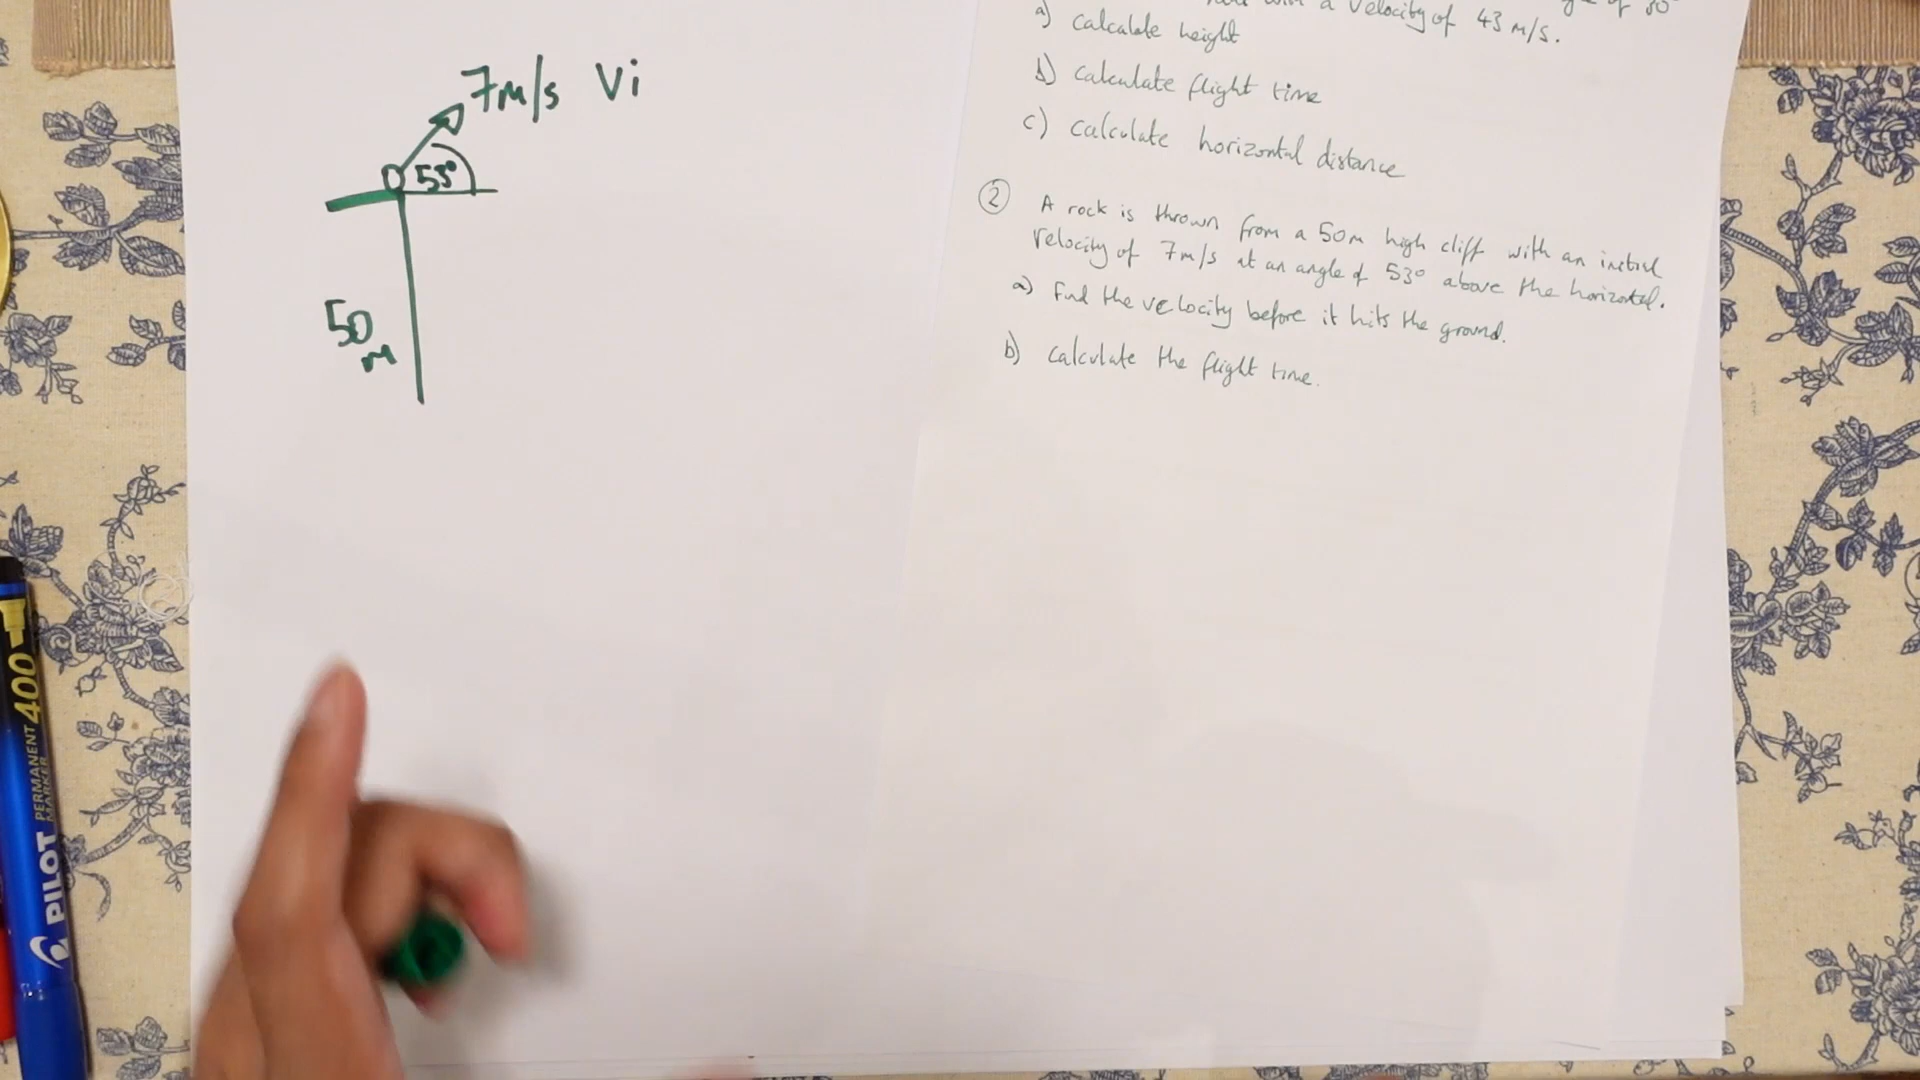 7m/s Vi
53°
50
m
with a velocity of 43 m/s.
a) calculate height
b) calculate flight time
c) calculate horizontal distance
2 A rock is thrown from a 50m high cliff with an initial
velocity of 7m/s at an angle of 53° above the horizontal.
a) Find the velocity before it hits the ground.
b) calculate the flight time.
PILOT PERMANENT MARKER 400